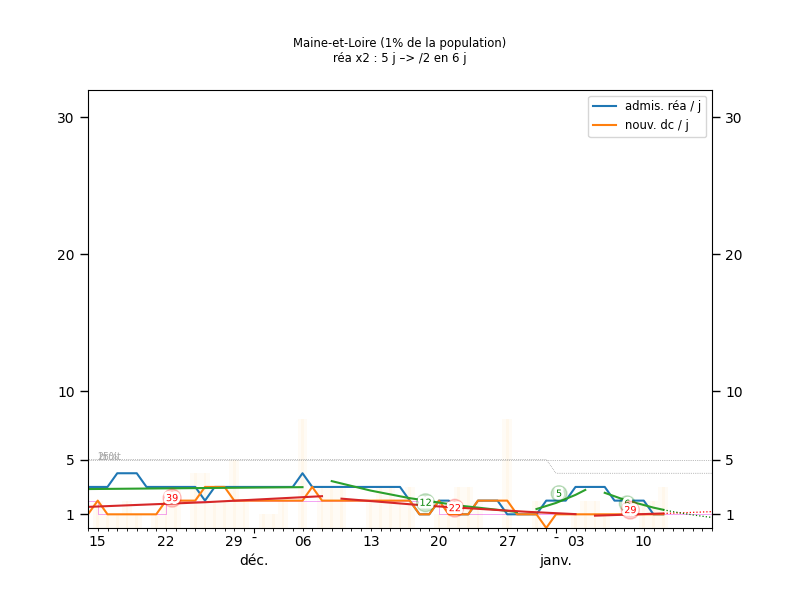 Maine-et-Loire (1% de la population)
réa x2 : 5 j –> /2 en 6 j
admis. réa / j
nouv. dc / j
30 30
20 20
10 10
5 5
1 1
39
12
22
5
29
15 22 29 - 06 13 20 27 - 03 10
déc. janv.